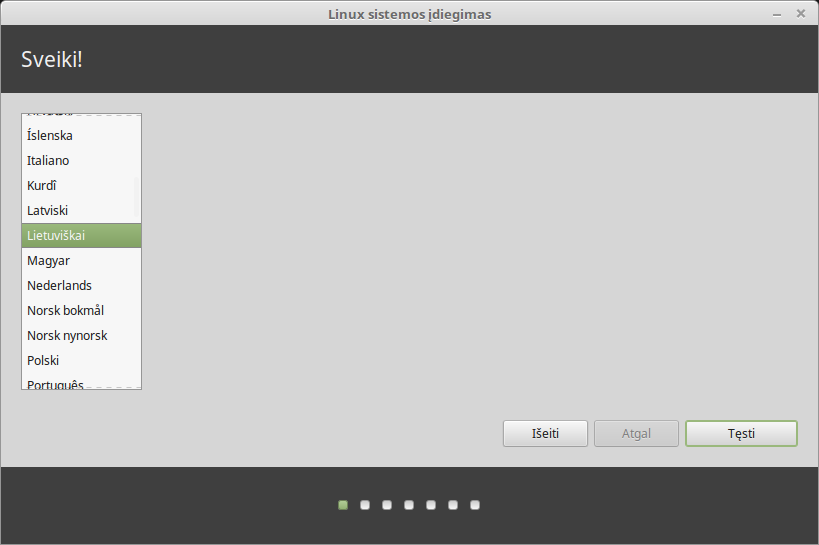 Linux sistemos įdiegimas
Sveiki!
Íslenska
Italiano
Kurdî
Latviski
Lietuviškai
Magyar
Nederlands
Norsk bokmål
Norsk nynorsk
Polski
Português
Išeiti
Atgal
Tęsti